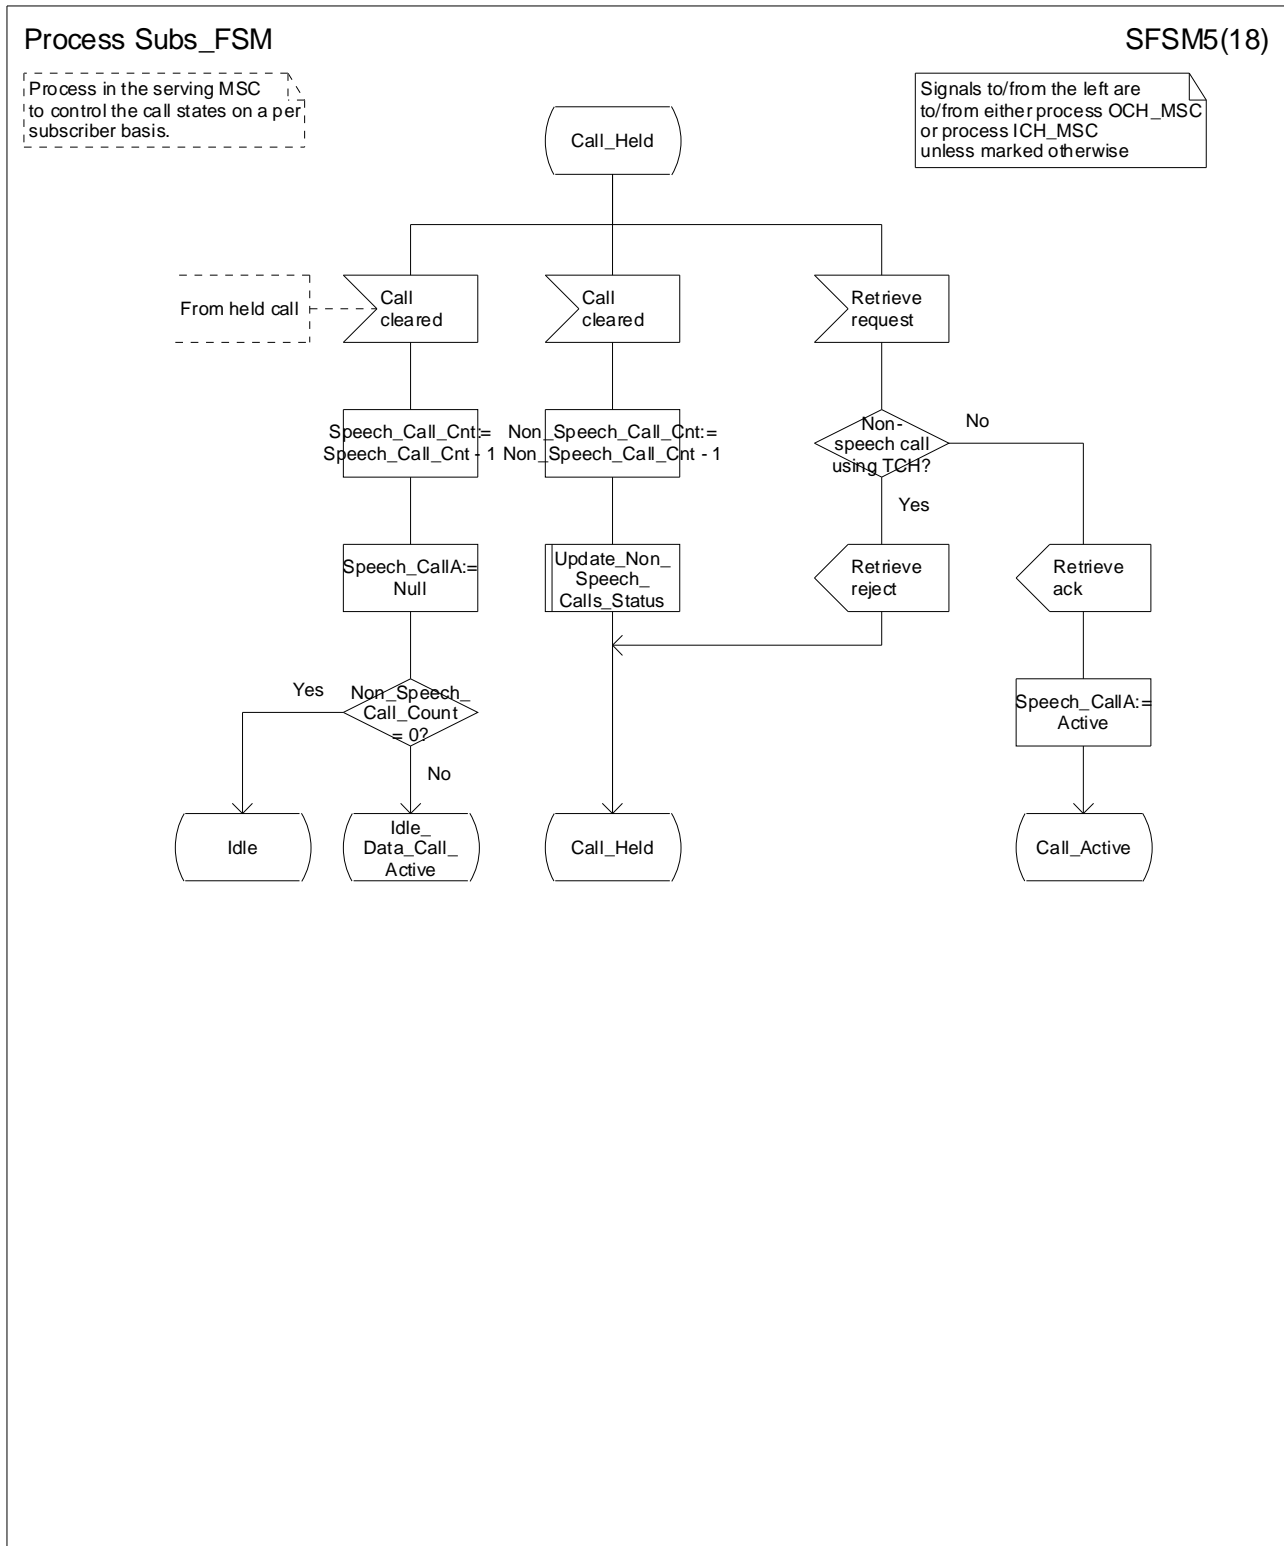 Process Subs_FSM
SFSM5(18)
Process in the serving MSC
to control the call states on a per
subscriber basis.
Signals to/from the left are
to/from either process OCH_MSC
or process ICH_MSC
unless marked otherwise
Call_Held
From held call
Call
cleared
Call
cleared
Retrieve
request
Speech_Call_Cnt:=
Speech_Call_Cnt - 1
Non_Speech_Call_Cnt:=
Non_Speech_Call_Cnt - 1
Non-
speech call
using TCH?
No
Yes
Speech_CallA:=
Null
Update_Non_
Speech_
Calls_Status
Retrieve
reject
Retrieve
ack
Yes
Non_Speech_
Call_Count
= 0?
No
Speech_CallA:=
Active
Idle
Idle_
Data_Call_
Active
Call_Held
Call_Active